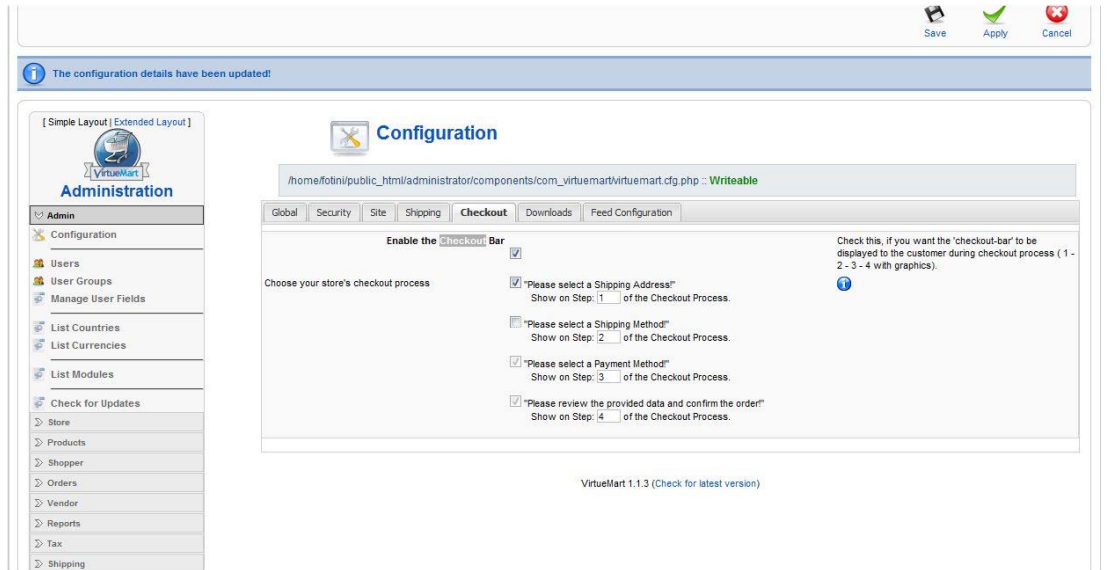 Save Apply Cancel
The configuration details have been updated!
[ Simple Layout | Extended Layout ]
VirtueMart
Administration
Admin
Configuration
Users
User Groups
Manage User Fields
List Countries
List Currencies
List Modules
Check for Updates
Store
Products
Shopper
Orders
Vendor
Reports
Tax
Shipping
Configuration
/home/fotini/public_html/administrator/components/com_virtuemart/virtuemart.cfg.php :: Writeable
Global Security Site Shipping Checkout Downloads Feed Configuration
Enable the Checkout Bar
Check this, if you want the 'checkout-bar' to be
displayed to the customer during checkout process ( 1 -
2 - 3 - 4 with graphics).
Choose your store's checkout process
"Please select a Shipping Address!"
Show on Step: 1 of the Checkout Process.
"Please select a Shipping Method!"
Show on Step: 2 of the Checkout Process.
"Please select a Payment Method!"
Show on Step: 3 of the Checkout Process.
"Please review the provided data and confirm the order!"
Show on Step: 4 of the Checkout Process.
VirtueMart 1.1.3 (Check for latest version)